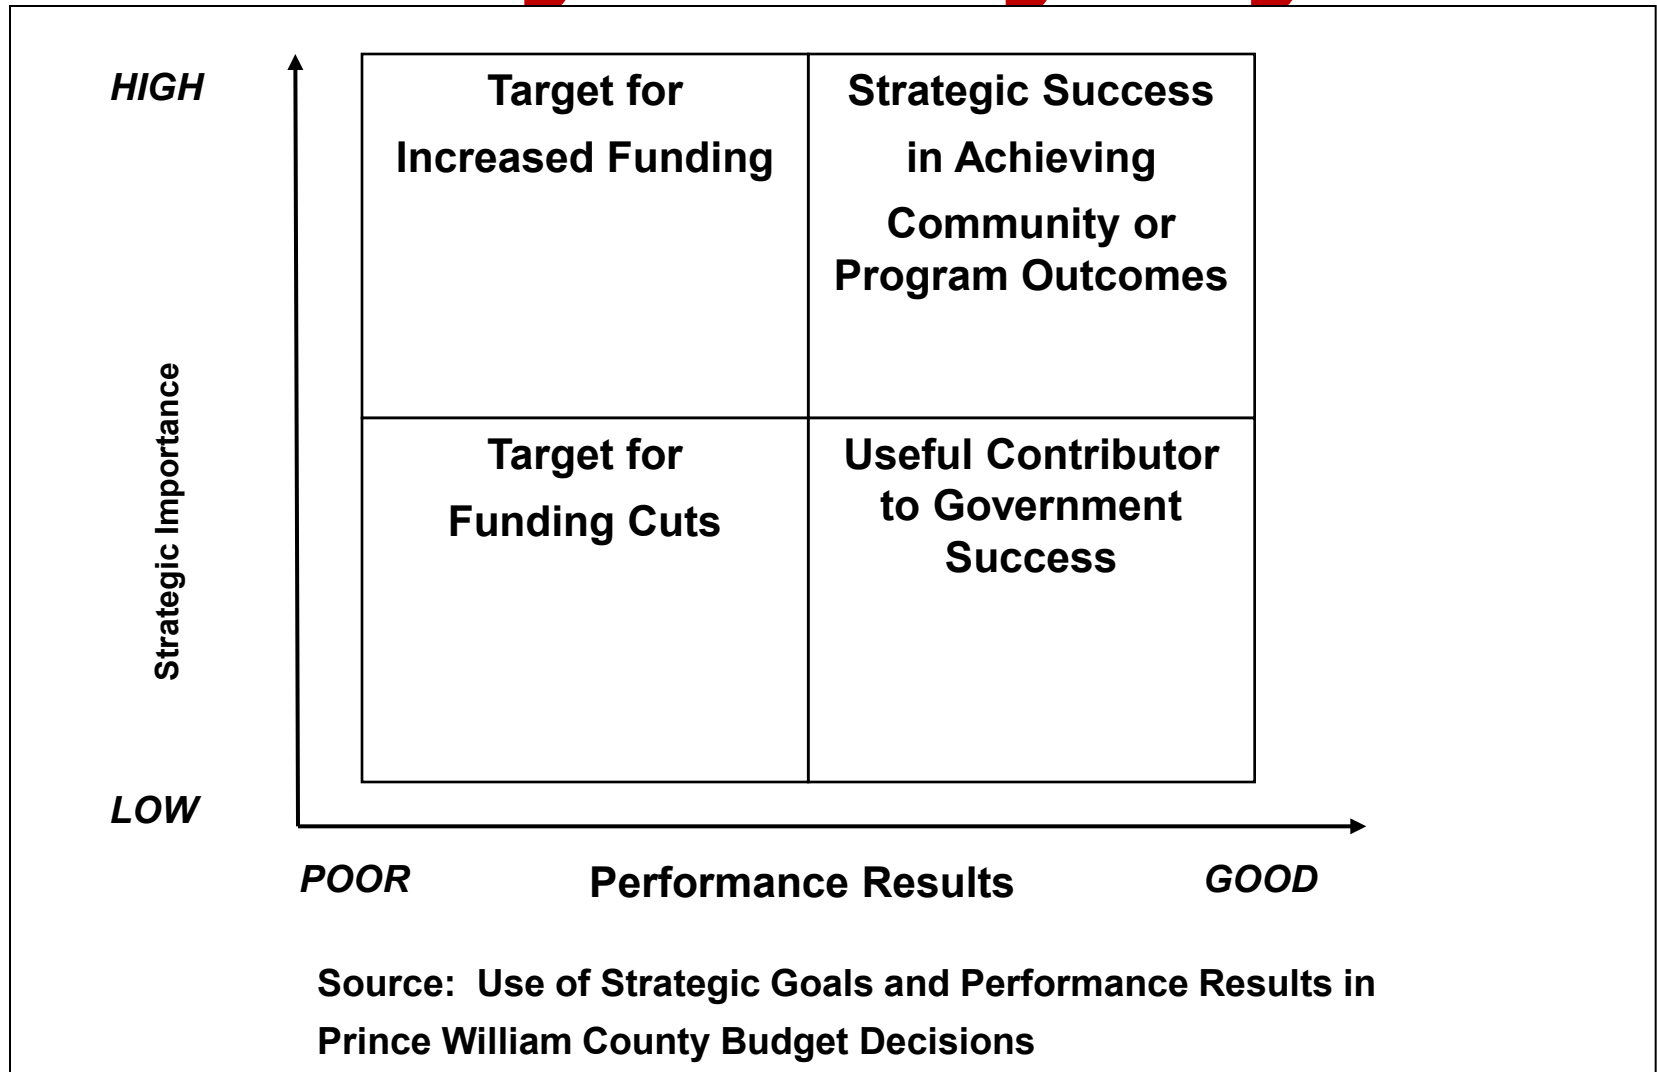 HIGH
Target for
Increased Funding
Strategic Success
in Achieving
Community or
Program Outcomes
Strategic Importance
Target for
Funding Cuts
Useful Contributor
to Government
Success
LOW
POOR
Performance Results
GOOD
Source: Use of Strategic Goals and Performance Results in
Prince William County Budget Decisions